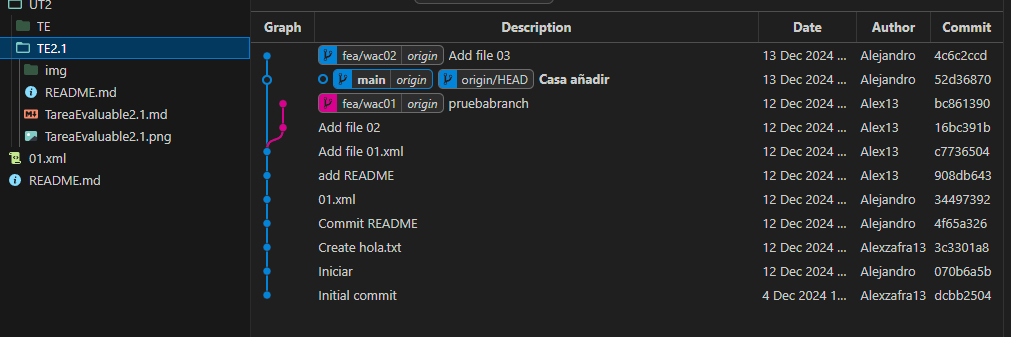 UT2
TE
TE2.1
img
README.md
TareaEvaluable2.1.md
TareaEvaluable2.1.png
01.xml
README.md
Graph Description Date Author Commit
fea/wac02 origin Add file 03 13 Dec 2024 ... Alejandro 4c6c2ccd
main origin origin/HEAD Casa añadir 13 Dec 2024 ... Alejandro 52d36870
fea/wac01 origin pruebabranch 12 Dec 2024 ... Alex13 bc861390
Add file 02 12 Dec 2024 ... Alex13 16bc391b
Add file 01.xml 12 Dec 2024 ... Alex13 c7736504
add README 12 Dec 2024 ... Alex13 908db643
01.xml 12 Dec 2024 ... Alejandro 34497392
Commit README 12 Dec 2024 ... Alejandro 4f65a326
Create hola.txt 12 Dec 2024 ... Alexzafra13 3c3301a8
Iniciar 12 Dec 2024 ... Alejandro 070b6a5b
Initial commit 4 Dec 2024 1... Alexzafra13 dcbb2504